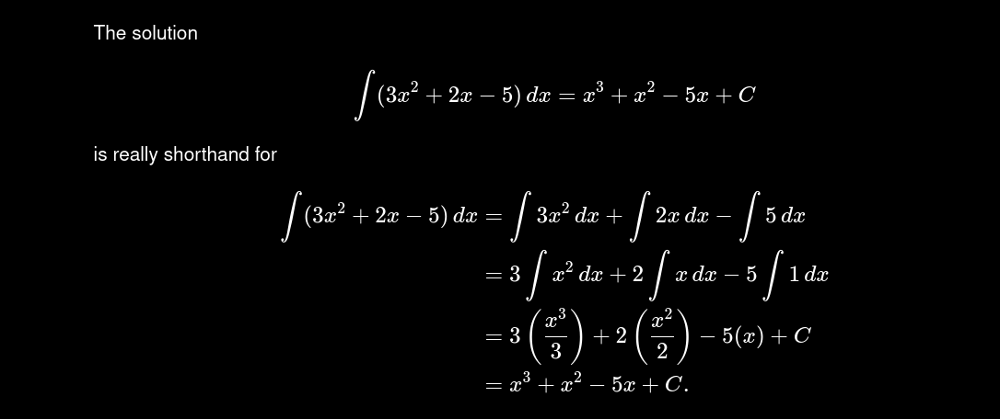 The solution
∫(3x² + 2x − 5) dx = x³ + x² − 5x + C
is really shorthand for
∫(3x² + 2x − 5) dx = ∫ 3x² dx + ∫ 2x dx − ∫ 5 dx
= 3 ∫ x² dx + 2 ∫ x dx − 5 ∫ 1 dx
= 3 (x³/3) + 2 (x²/2) − 5(x) + C
= x³ + x² − 5x + C.